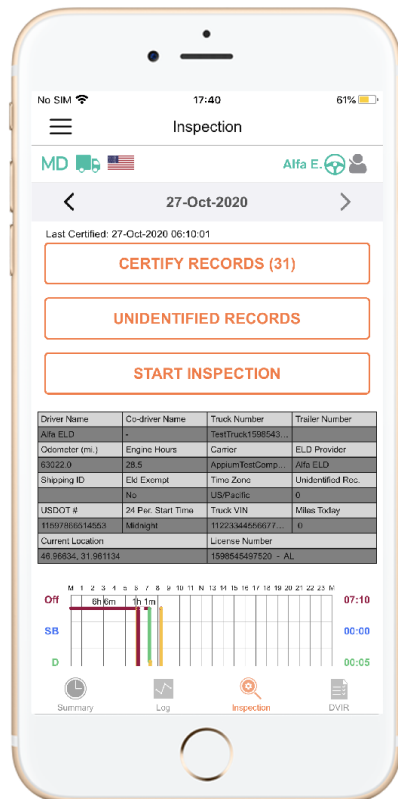 No SIM 17:40 61%
Inspection
MD Alfa E.
27-Oct-2020
Last Certified: 27-Oct-2020 06:10:01
CERTIFY RECORDS (31)
UNIDENTIFIED RECORDS
START INSPECTION
Driver Name Co-driver Name Truck Number Trailer Number
Alfa ELD - TestTruck1598543...
Odometer (mi.) Engine Hours Carrier ELD Provider
63022.0 28.5 AppiumTestComp... Alfa ELD
Shipping ID Eld Exempt Time Zone Unidentified Rec.
No US/Pacific 0
USDOT # 24 Per. Start Time Truck VIN Miles Today
11597866514553 Midnight 11223344556677... 0
Current Location License Number
46.96634, 31.961134 1598545497520 - AL
M 1 2 3 4 5 6 7 8 9 10 11 N 13 14 15 16 17 18 19 20 21 22 23 M
Off 6h 6m 1h 1m 07:10
SB 00:00
D 00:05
Summary Log Inspection DVIR